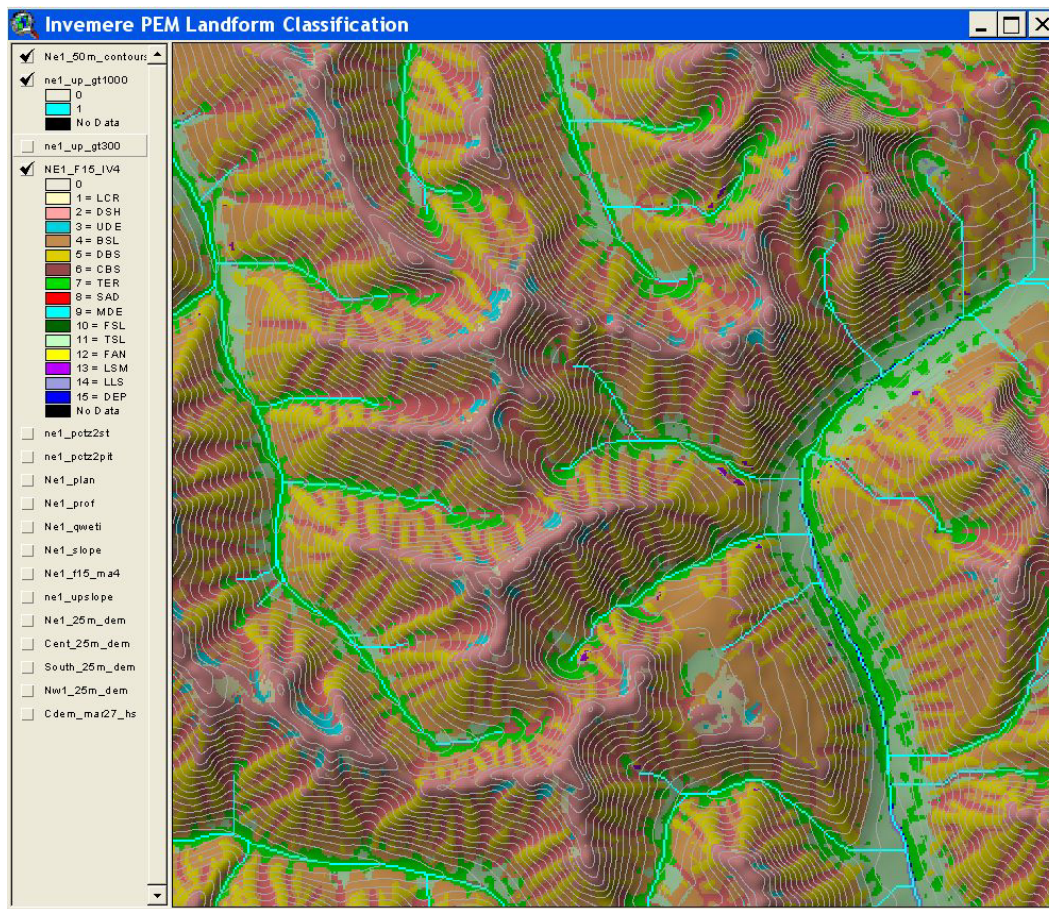 Invemere PEM Landform Classification
Ne1_50m_contours
ne1_up_gt1000
0
1
No Data
ne1_up_gt300
NE1_F15_IV4
0
1 = LCR
2 = DSH
3 = UDE
4 = BSL
5 = DBS
6 = CBS
7 = TER
8 = SAD
9 = MDE
10 = FSL
11 = TSL
12 = FAN
13 = LSM
14 = LLS
15 = DEP
No Data
ne1_pctz2st
ne1_pctz2pit
Ne1_plan
Ne1_prof
Ne1_qweti
Ne1_slope
Ne1_f15_ma4
ne1_upslope
Ne1_25m_dem
Cent_25m_dem
South_25m_dem
Nw1_25m_dem
Cdem_mar27_hs